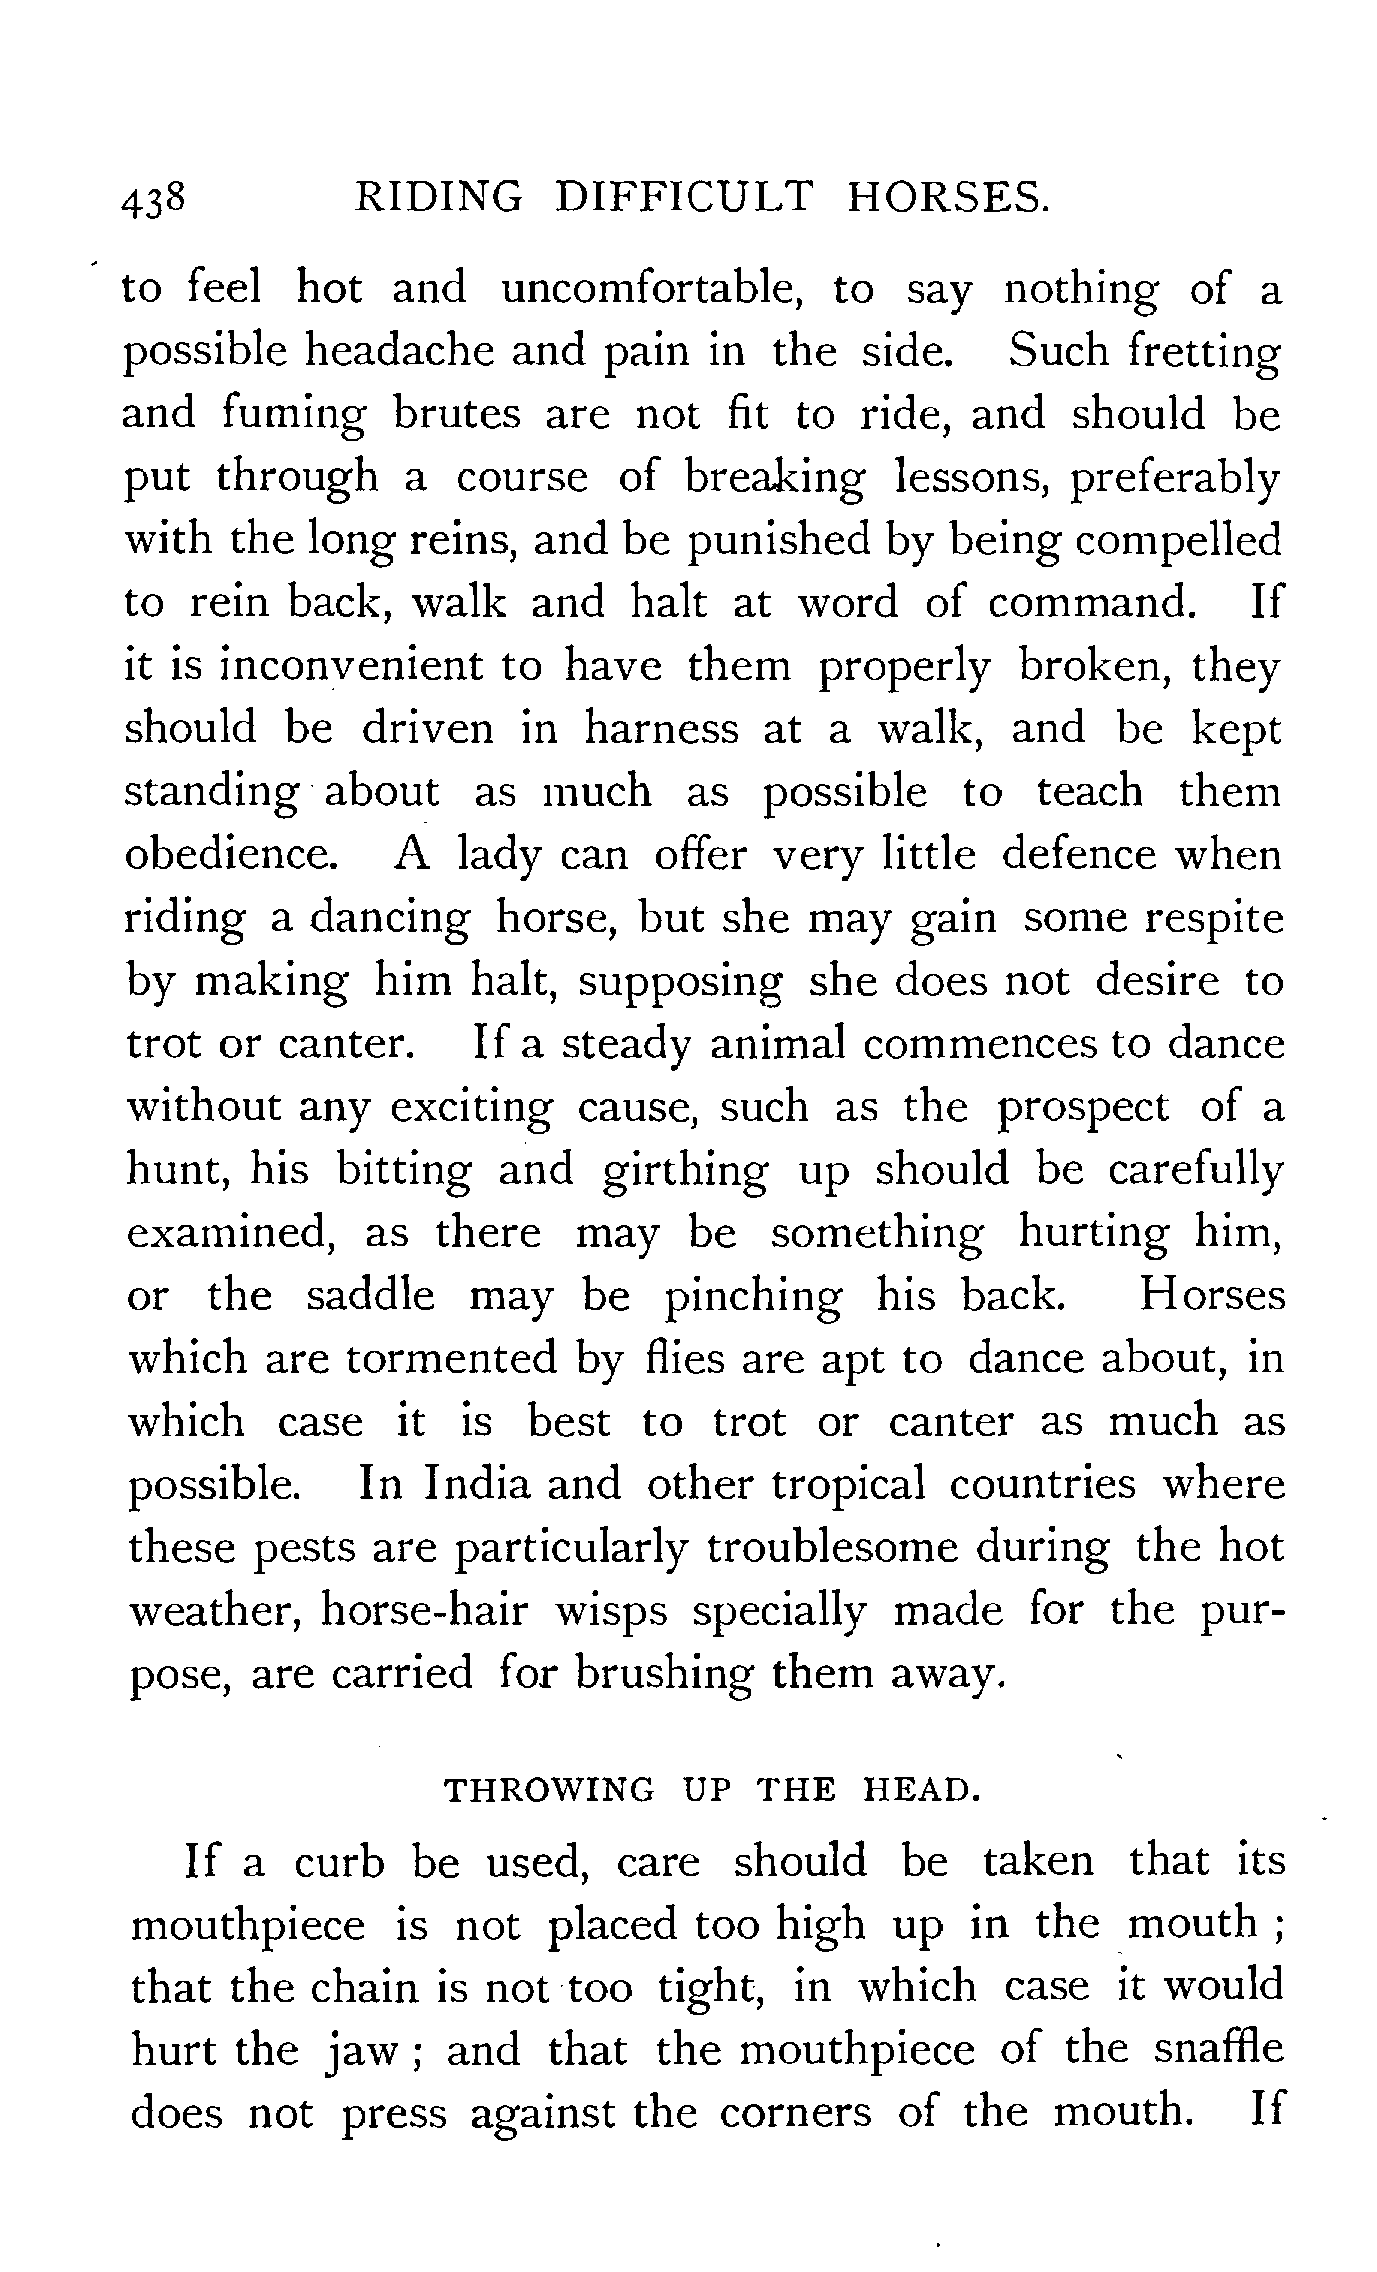 438 RIDING DIFFICULT HORSES.
to feel hot and uncomfortable, to say nothing of a
possible headache and pain in the side. Such fretting
and fuming brutes are not fit to ride, and should be
put through a course of breaking lessons, preferably
with the long reins, and be punished by being compelled
to rein back, walk and halt at word of command. If
it is inconvenient to have them properly broken, they
should be driven in harness at a walk, and be kept
standing about as much as possible to teach them
obedience. A lady can offer very little defence when
riding a dancing horse, but she may gain some respite
by making him halt, supposing she does not desire to
trot or canter. If a steady animal commences to dance
without any exciting cause, such as the prospect of a
hunt, his bitting and girthing up should be carefully
examined, as there may be something hurting him,
or the saddle may be pinching his back. Horses
which are tormented by flies are apt to dance about, in
which case it is best to trot or canter as much as
possible. In India and other tropical countries where
these pests are particularly troublesome during the hot
weather, horse-hair wisps specially made for the pur-
pose, are carried for brushing them away.
THROWING UP THE HEAD.
If a curb be used, care should be taken that its
mouthpiece is not placed too high up in the mouth ;
that the chain is not too tight, in which case it would
hurt the jaw ; and that the mouthpiece of the snaffle
does not press against the corners of the mouth. If